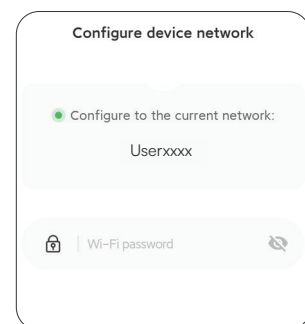 Configure device network
Configure to the current network:
Userxxxx
Wi-Fi password